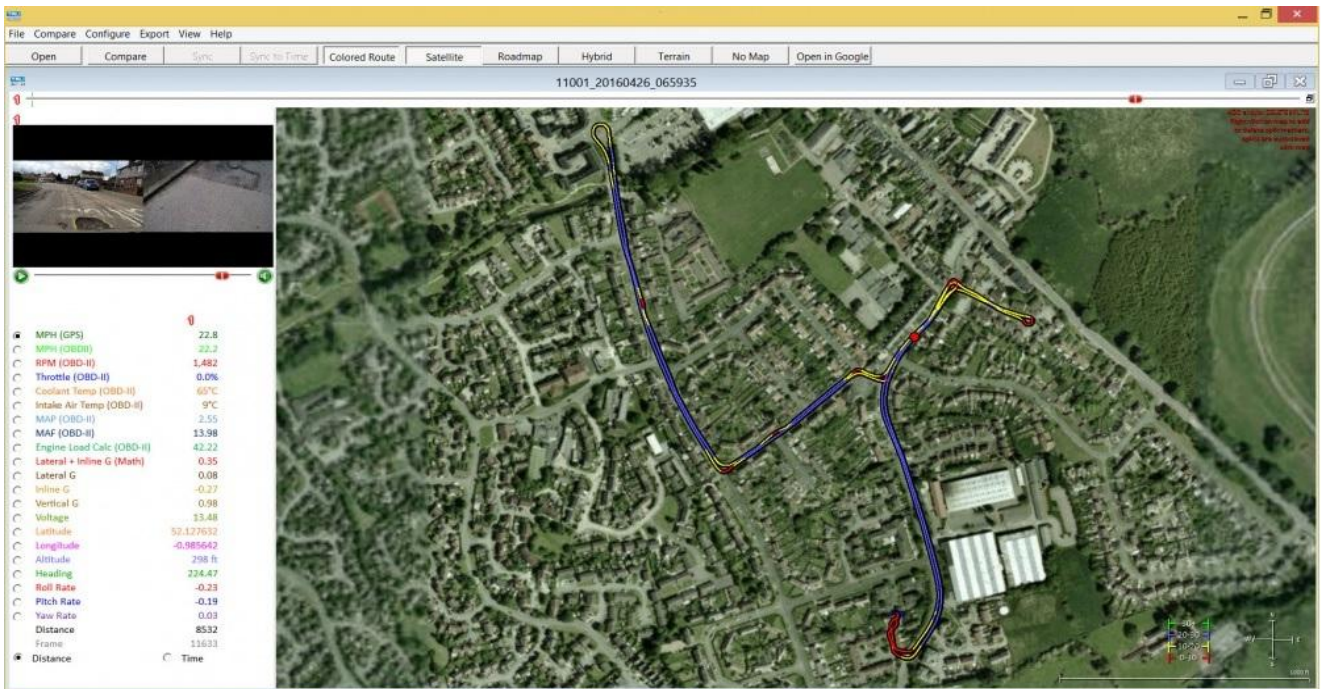 File Compare Configure Export View Help
Open Compare Sync Sync to Time Colored Route Satellite Roadmap Hybrid Terrain No Map Open in Google
11001_20160426_065935
MPH (GPS) 22.8
MPH (OBDII) 22.2
RPM (OBD-II) 1,482
Throttle (OBD-II) 0.0%
Coolant Temp (OBD-II) 65°C
Intake Air Temp (OBD-II) 9°C
MAP (OBD-II) 2.55
MAF (OBD-II) 13.98
Engine Load Calc (OBD-II) 42.22
Lateral + Inline G (Math) 0.35
Lateral G 0.08
Inline G -0.27
Vertical G 0.98
Voltage 13.48
Latitude 52.127632
Longitude -0.985642
Altitude 298 ft
Heading 224.47
Roll Rate -0.23
Pitch Rate -0.19
Yaw Rate 0.03
Distance 8532
Frame 11633
Distance Time
20-30
10-20
0-10